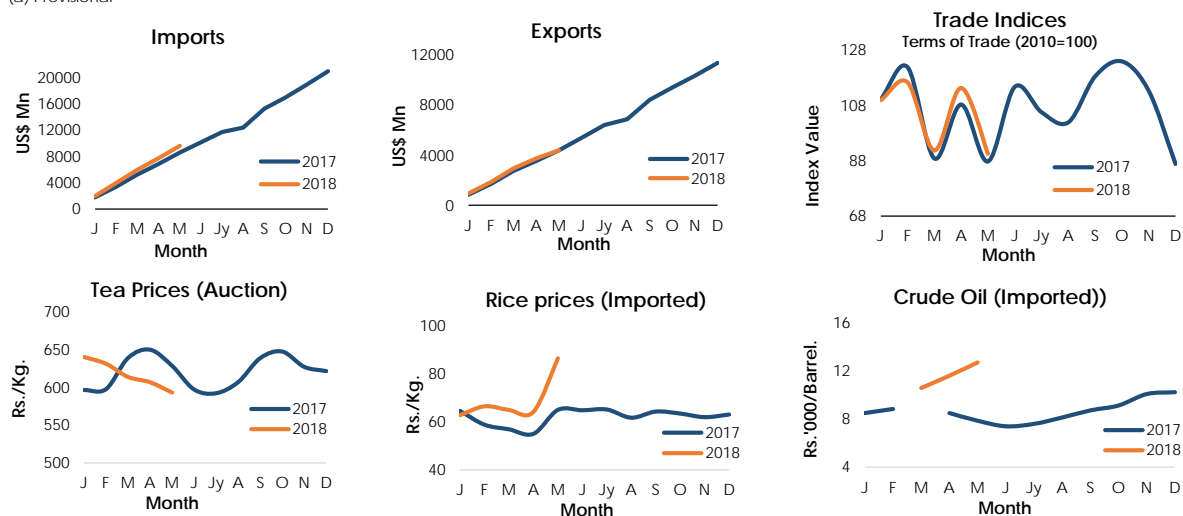 (a) Provisional
Imports
US$ Mn
20000
16000
12000
8000
4000
0
2017
2018
J F M A M J Jy A S O N D
Month
Exports
US$ Mn
12000
8000
4000
0
2017
2018
J F M A M J Jy A S O N D
Month
Trade Indices
Terms of Trade (2010=100)
Index Value
128
108
88
68
2017
2018
J F M A M J Jy A S O N D
Month
Tea Prices (Auction)
Rs./Kg.
700
650
600
550
500
2017
2018
J F M A M J Jy A S O N D
Month
Rice prices (Imported)
Rs./Kg.
100
80
60
40
2017
2018
J F M A M J Jy A S O N D
Month
Crude Oil (Imported))
Rs.'000/Barrel.
16
12
8
4
2017
2018
J F M A M J Jy A S O N D
Month